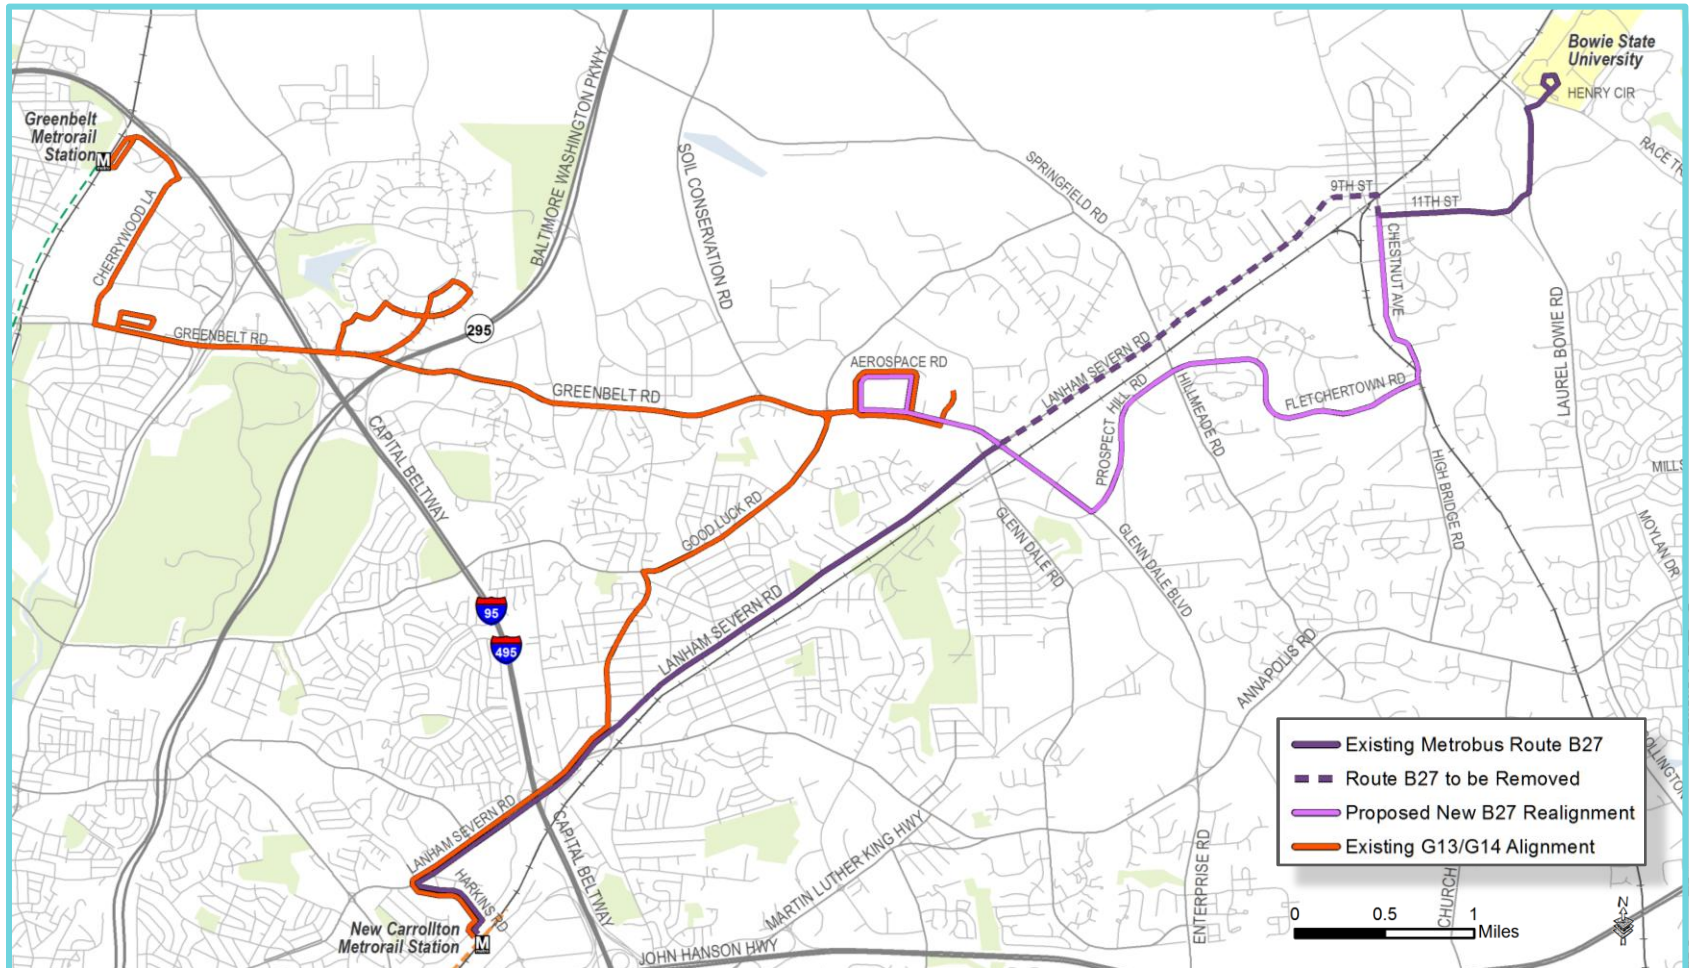 Bowie State
University
HENRY CIR
RACE TR
Greenbelt
Metrorail
Station
M
CHERRYWOOD LA
BALTIMORE WASHINGTON PKWY
SOIL CONSERVATION RD
SPRINGFIELD RD
9TH ST
11TH ST
CHESTNUT AVE
LAUREL BOWIE RD
GREENBELT RD
295
GREENBELT RD
AEROSPACE RD
LANHAM SEVERN RD
PROSPECT HILL RD
HILLMEADE RD
FLETCHERTOWN RD
CAPITAL BELTWAY
HIGH BRIDGE RD
MILLS
MOYLAN DR
GOOD LUCK RD
GLENN DALE RD
GLENN DALE BLVD
95
495
LANHAM SEVERN RD
ANNAPOLIS RD
LANHAM SEVERN RD
CAPITAL BELTWAY
HARKINS RD
MARTIN LUTHER KING HWY
ENTERPRISE RD
CHURCH
OLLINGTON
New Carrollton
Metrorail Station
M
JOHN HANSON HWY
Existing Metrobus Route B27
Route B27 to be Removed
Proposed New B27 Realignment
Existing G13/G14 Alignment
0 0.5 1
Miles
N